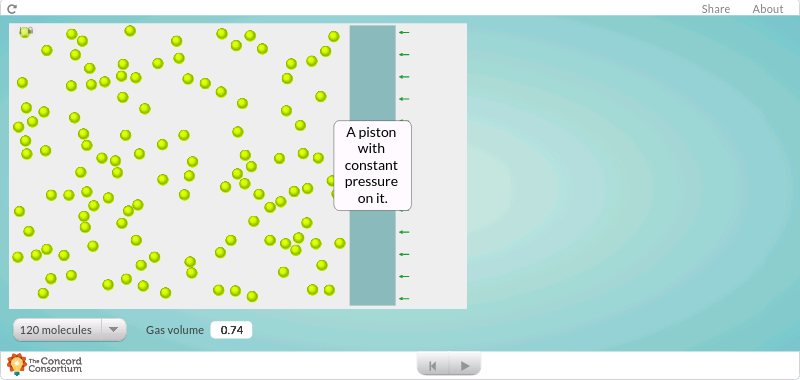 Share About
A piston
with
constant
pressure
on it.
120 molecules Gas volume 0.74
The Concord
Consortium